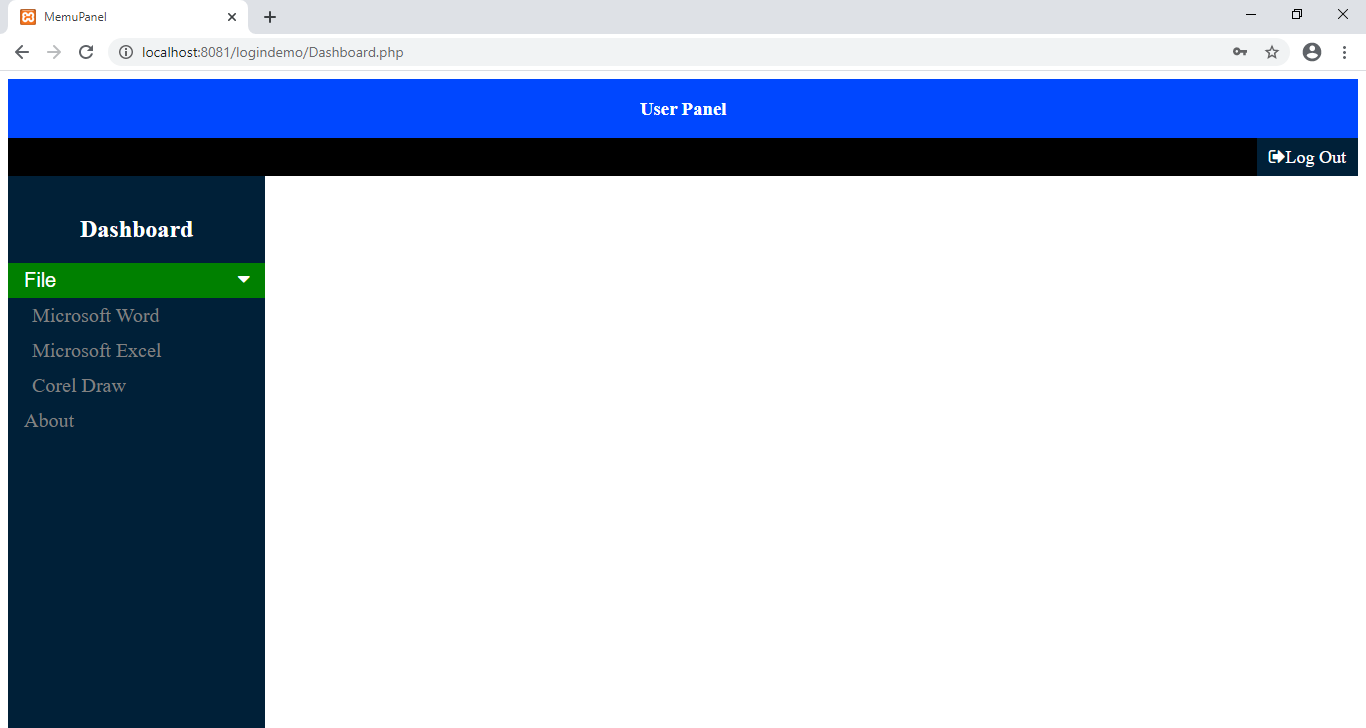 MemuPanel
localhost:8081/logindemo/Dashboard.php
User Panel
Log Out
Dashboard
File
Microsoft Word
Microsoft Excel
Corel Draw
About